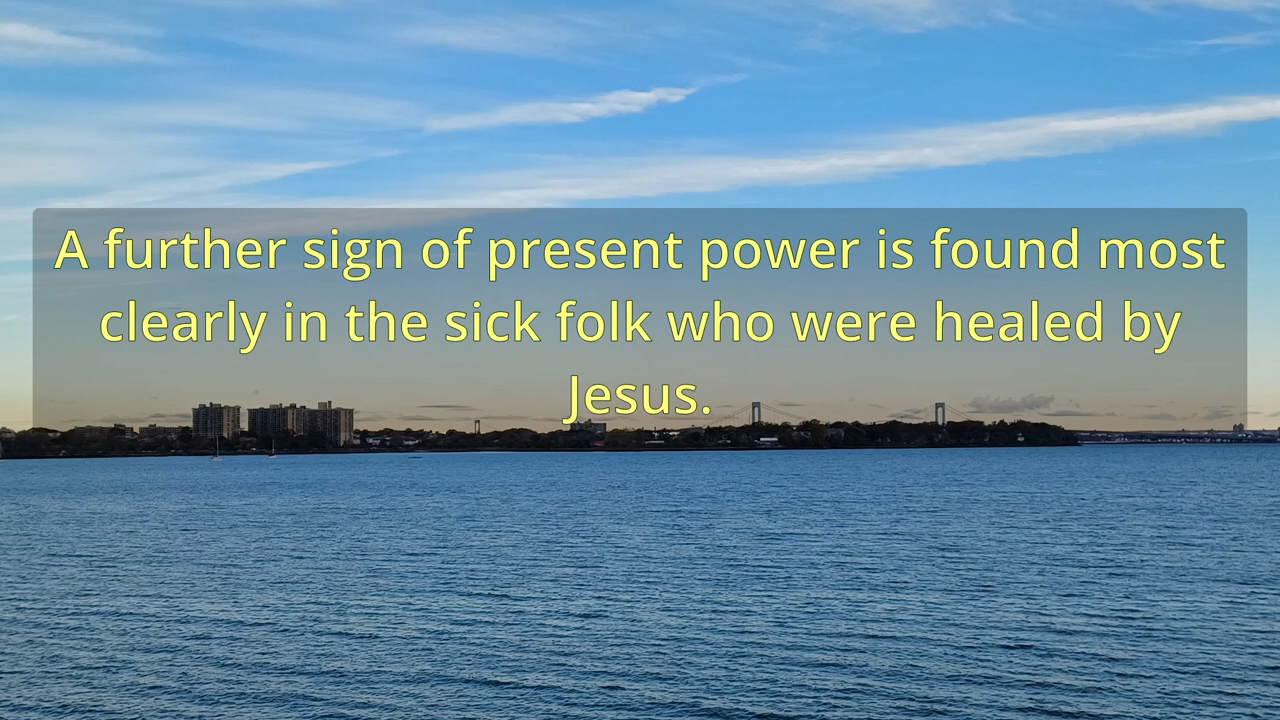 A further sign of present power is found most
clearly in the sick folk who were healed by
Jesus.